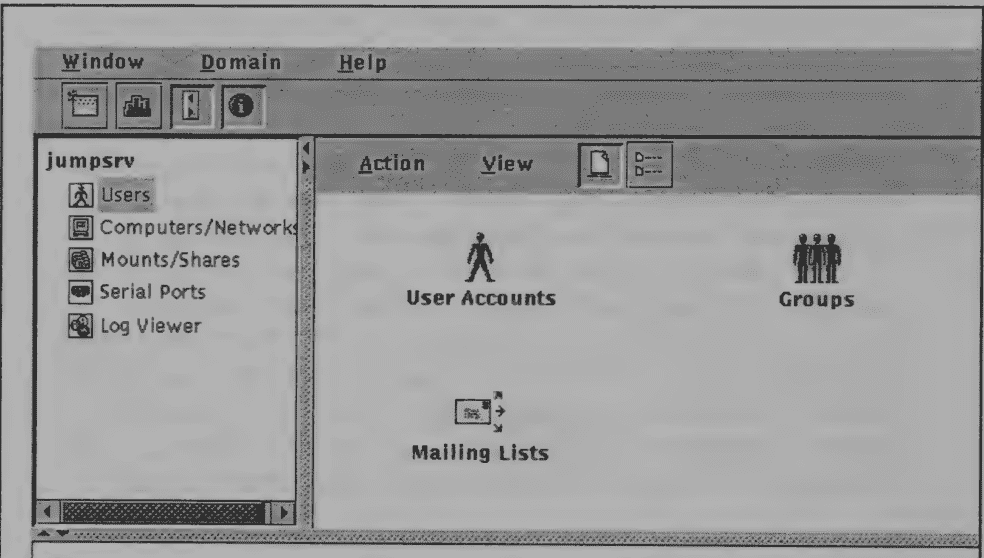 Window Domain Help
jumpsrv
Users
Computers/Networks
Mounts/Shares
Serial Ports
Log Viewer
Action View
User Accounts
Groups
Mailing Lists